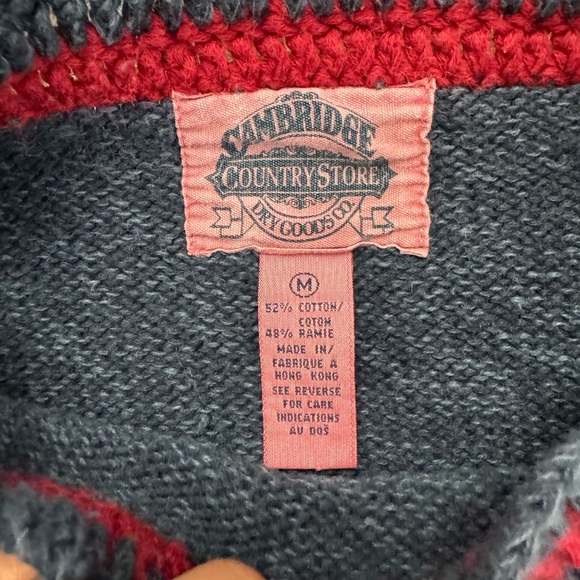 CAMBRIDGE
COUNTRY STORE
DRY GOODS CO.
M
52% COTTON/
COTON
48% RAMIE
MADE IN/
FABRIQUE A
HONG KONG
SEE REVERSE
FOR CARE
INDICATIONS
AU DOS